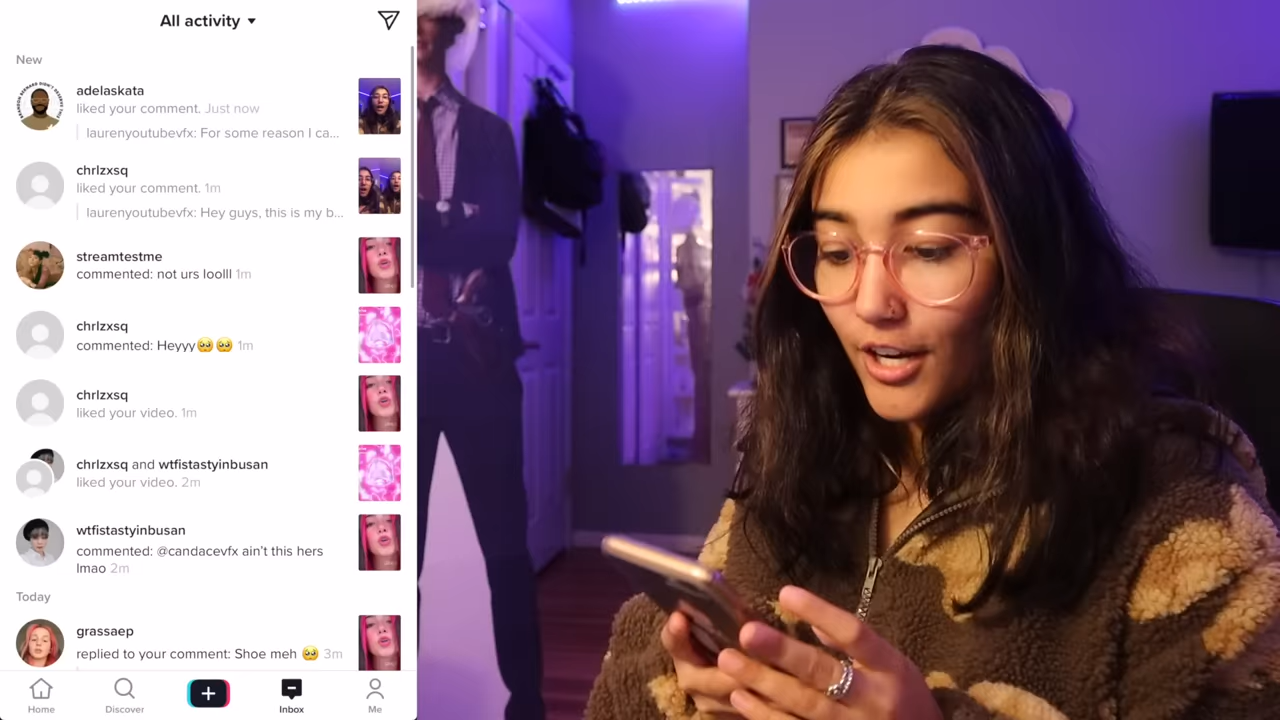 All activity
New
adelaskata
liked your comment. Just now
laurenyoutubevfx: For some reason I ca...
chrlzxsq
liked your comment. 1m
laurenyoutubevfx: Hey guys, this is my b...
streamtestme
commented: not urs loolll 1m
chrlzxsq
commented: Heyyy🥺🥺 1m
chrlzxsq
liked your video. 1m
chrlzxsq and wtfistastyinbusan
liked your video. 2m
wtfistastyinbusan
commented: @candacevfx ain't this hers
lmao 2m
Today
grassaep
replied to your comment: Shoe meh 🥺 3m
Home
Discover
Inbox
Me